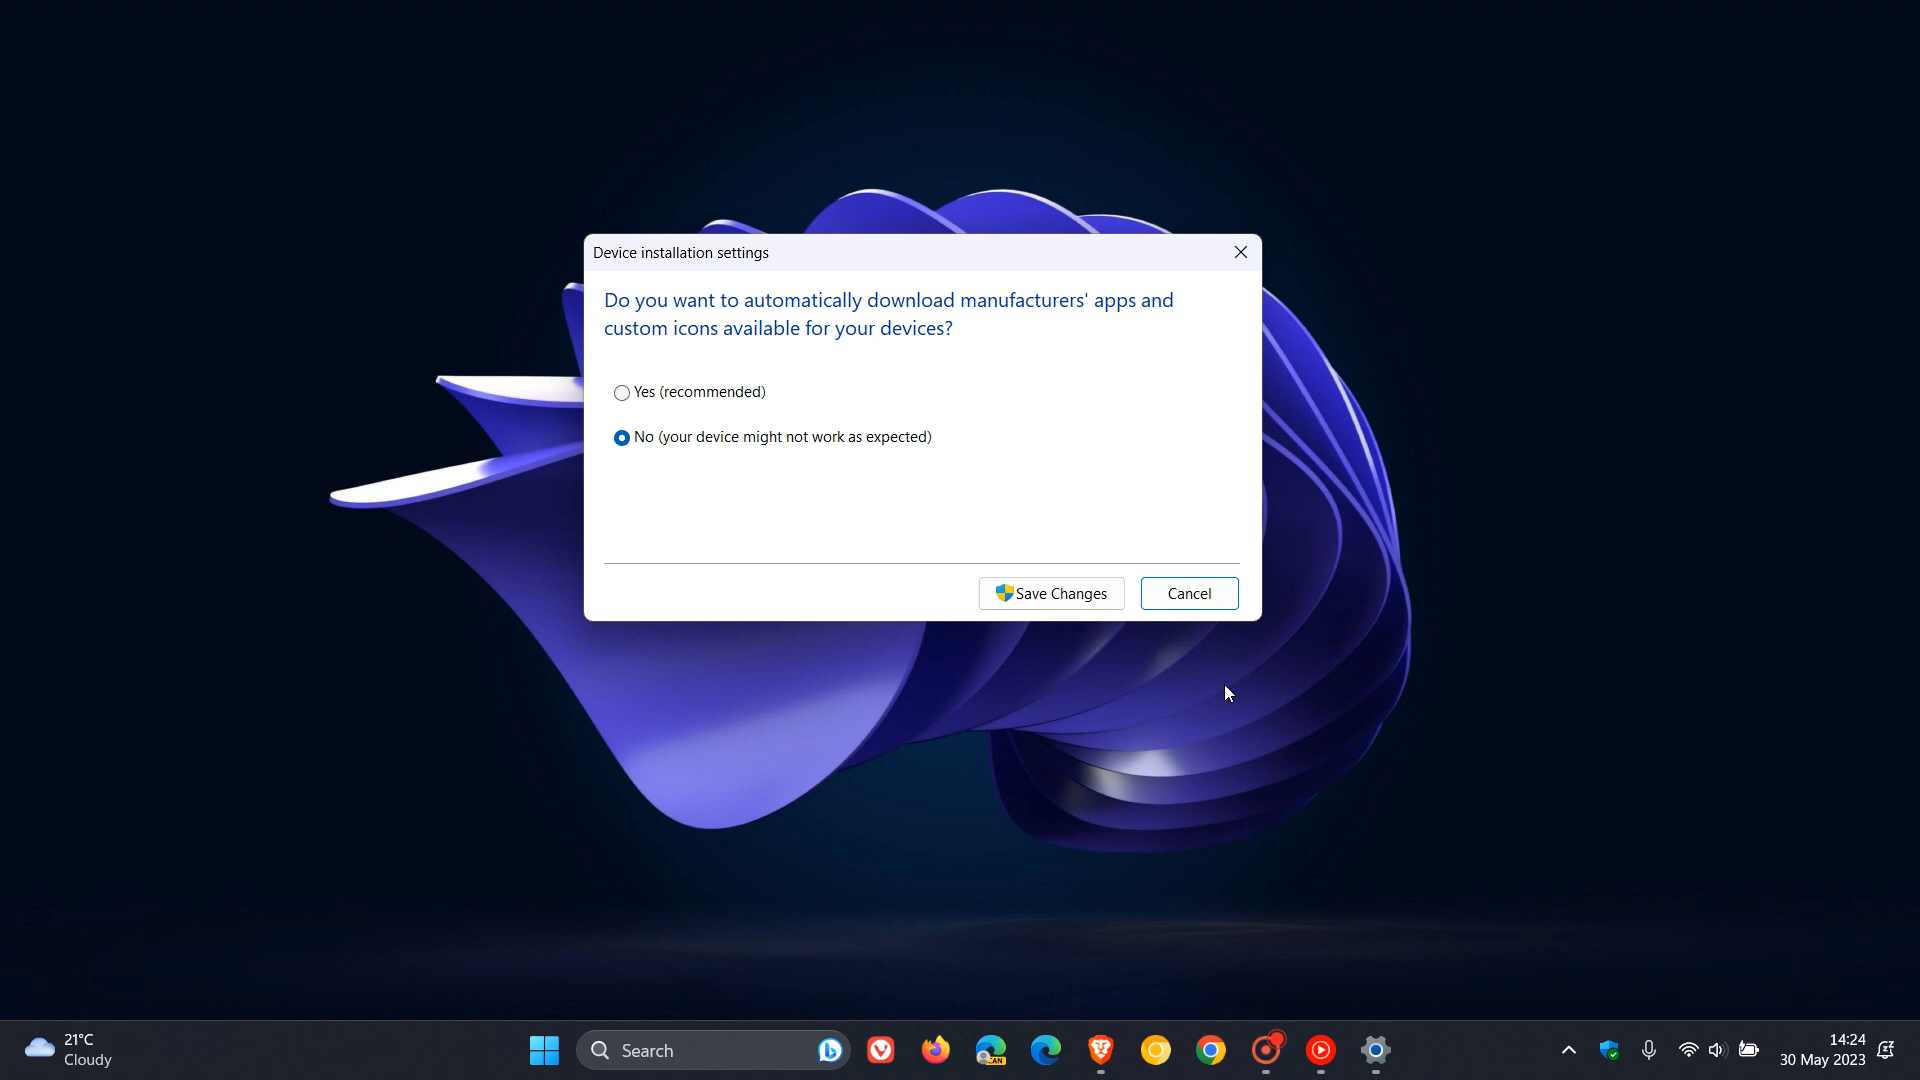 Device installation settings
Do you want to automatically download manufacturers' apps and
custom icons available for your devices?
Yes (recommended)
No (your device might not work as expected)
Save Changes
Cancel
21°C
Cloudy
Search
CAN
14:24
30 May 2023